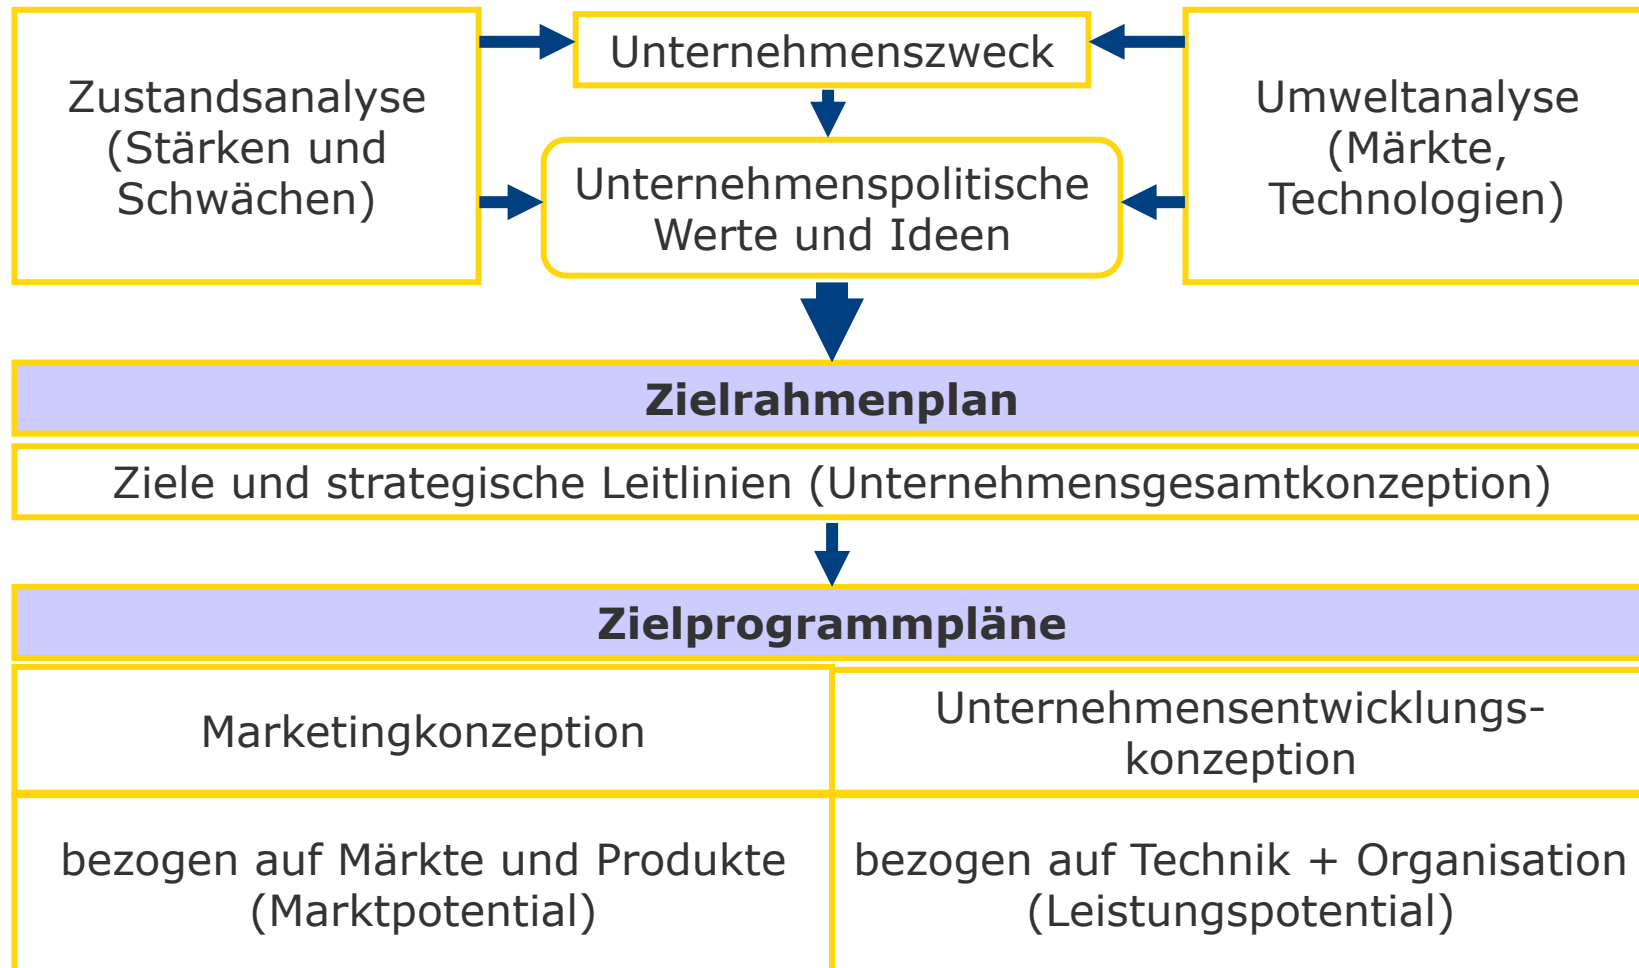 Zustandsanalyse
(Stärken und
Schwächen)
Unternehmenszweck
Unternehmenspolitische
Werte und Ideen
Umweltanalyse
(Märkte,
Technologien)
Zielrahmenplan
Ziele und strategische Leitlinien (Unternehmensgesamtkonzeption)
Zielprogrammpläne
Marketingkonzeption
Unternehmensentwicklungs-
konzeption
bezogen auf Märkte und Produkte
(Marktpotential)
bezogen auf Technik + Organisation
(Leistungspotential)